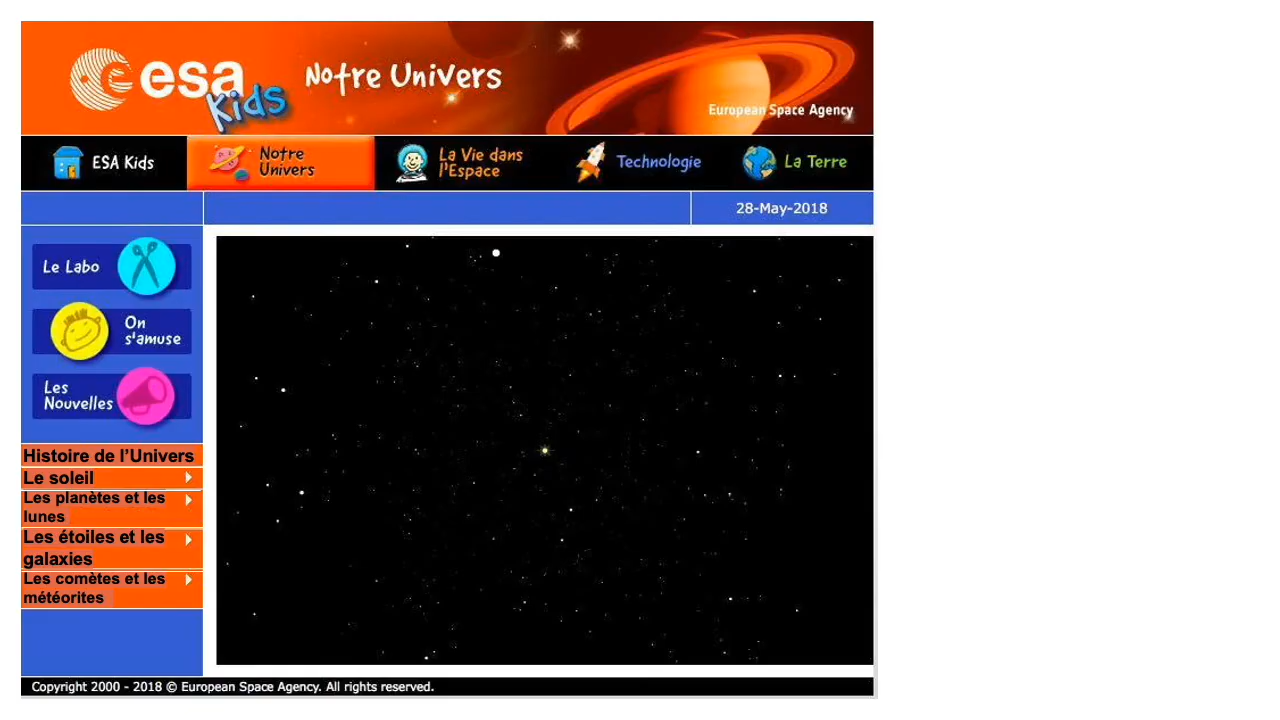 esa
Kids
Notre Univers
European Space Agency
ESA Kids
Notre
Univers
La Vie dans
l'Espace
Technologie
La Terre
28-May-2018
Le Labo
On
s'amuse
Les
Nouvelles
Histoire de l’Univers
Le soleil
Les planètes et les
lunes
Les étoiles et les
galaxies
Les comètes et les
météorites
Copyright 2000 - 2018 © European Space Agency. All rights reserved.